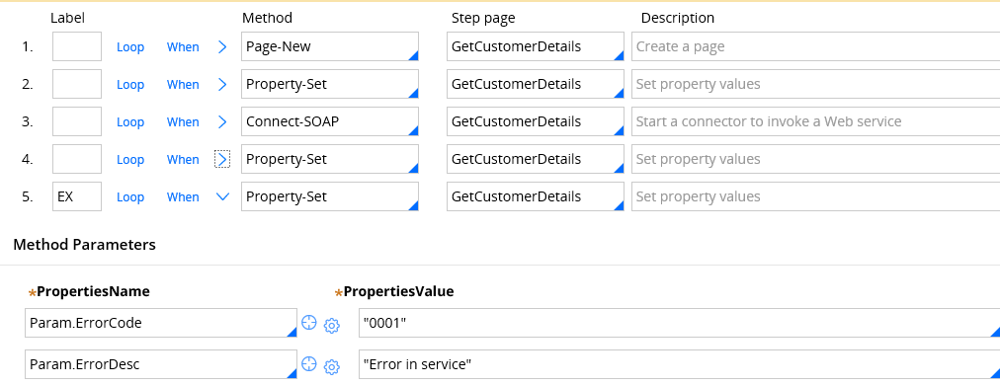 Label Method Step page Description
1. Loop When Page-New GetCustomerDetails Create a page
2. Loop When Property-Set GetCustomerDetails Set property values
3. Loop When Connect-SOAP GetCustomerDetails Start a connector to invoke a Web service
4. Loop When Property-Set GetCustomerDetails Set property values
5. EX Loop When Property-Set GetCustomerDetails Set property values
Method Parameters
*PropertiesName *PropertiesValue
Param.ErrorCode "0001"
Param.ErrorDesc "Error in service"